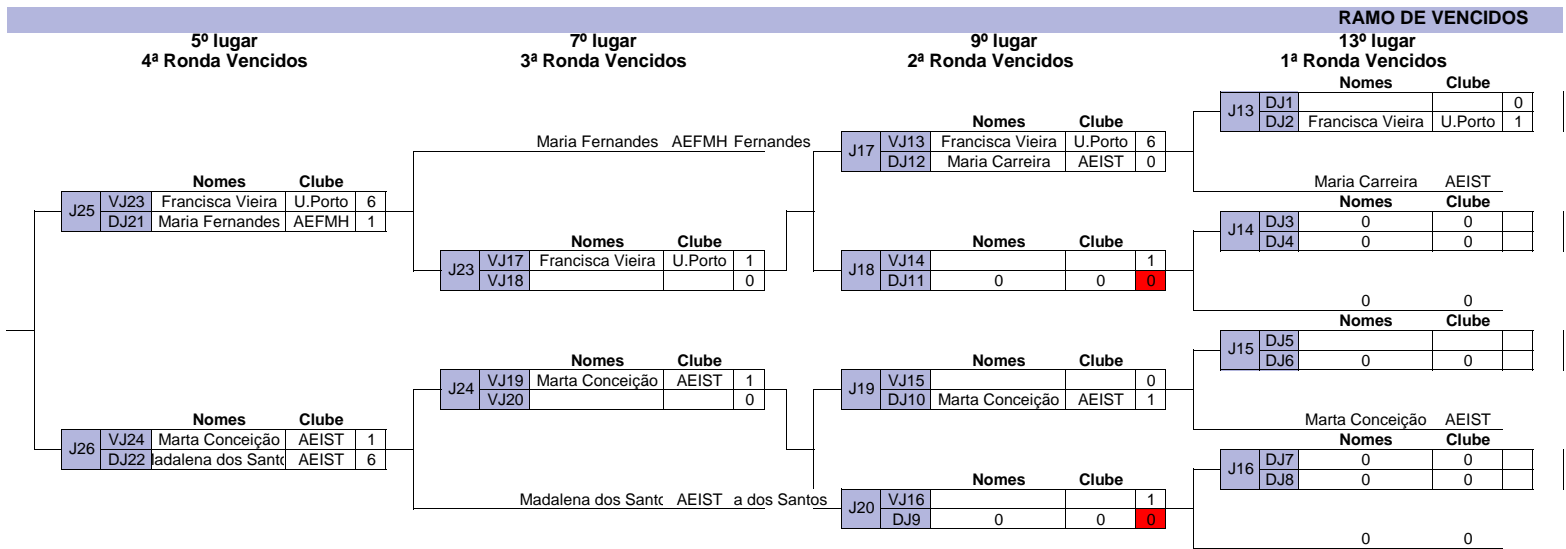 RAMO DE VENCIDOS
5º lugar 7º lugar 9º lugar 13º lugar
4ª Ronda Vencidos 3ª Ronda Vencidos 2ª Ronda Vencidos 1ª Ronda Vencidos
Nomes Clube
J13 DJ1 0
DJ2 Francisca Vieira U.Porto 1
Nomes Clube
Maria Fernandes AEFMH Fernandes
J17 VJ13 Francisca Vieira U.Porto 6
DJ12 Maria Carreira AEIST 0
Maria Carreira AEIST
Nomes Clube
J25 VJ23 Francisca Vieira U.Porto 6
DJ21 Maria Fernandes AEFMH 1
Nomes Clube
J14 DJ3 0 0
DJ4 0 0
Nomes Clube
J23 VJ17 Francisca Vieira U.Porto 1
VJ18 0
Nomes Clube
J18 VJ14 1
DJ11 0 0 0
0 0
Nomes Clube
J15 DJ5
DJ6 0 0
Nomes Clube
J24 VJ19 Marta Conceição AEIST 1
VJ20 0
Nomes Clube
J19 VJ15 0
DJ10 Marta Conceição AEIST 1
Marta Conceição AEIST
Nomes Clube
J26 VJ24 Marta Conceição AEIST 1
DJ22 ladalena dos Santo AEIST 6
Nomes Clube
J16 DJ7 0 0
DJ8 0 0
Nomes Clube
Madalena dos Santo AEIST a dos Santos
J20 VJ16 1
DJ9 0 0 0
0 0